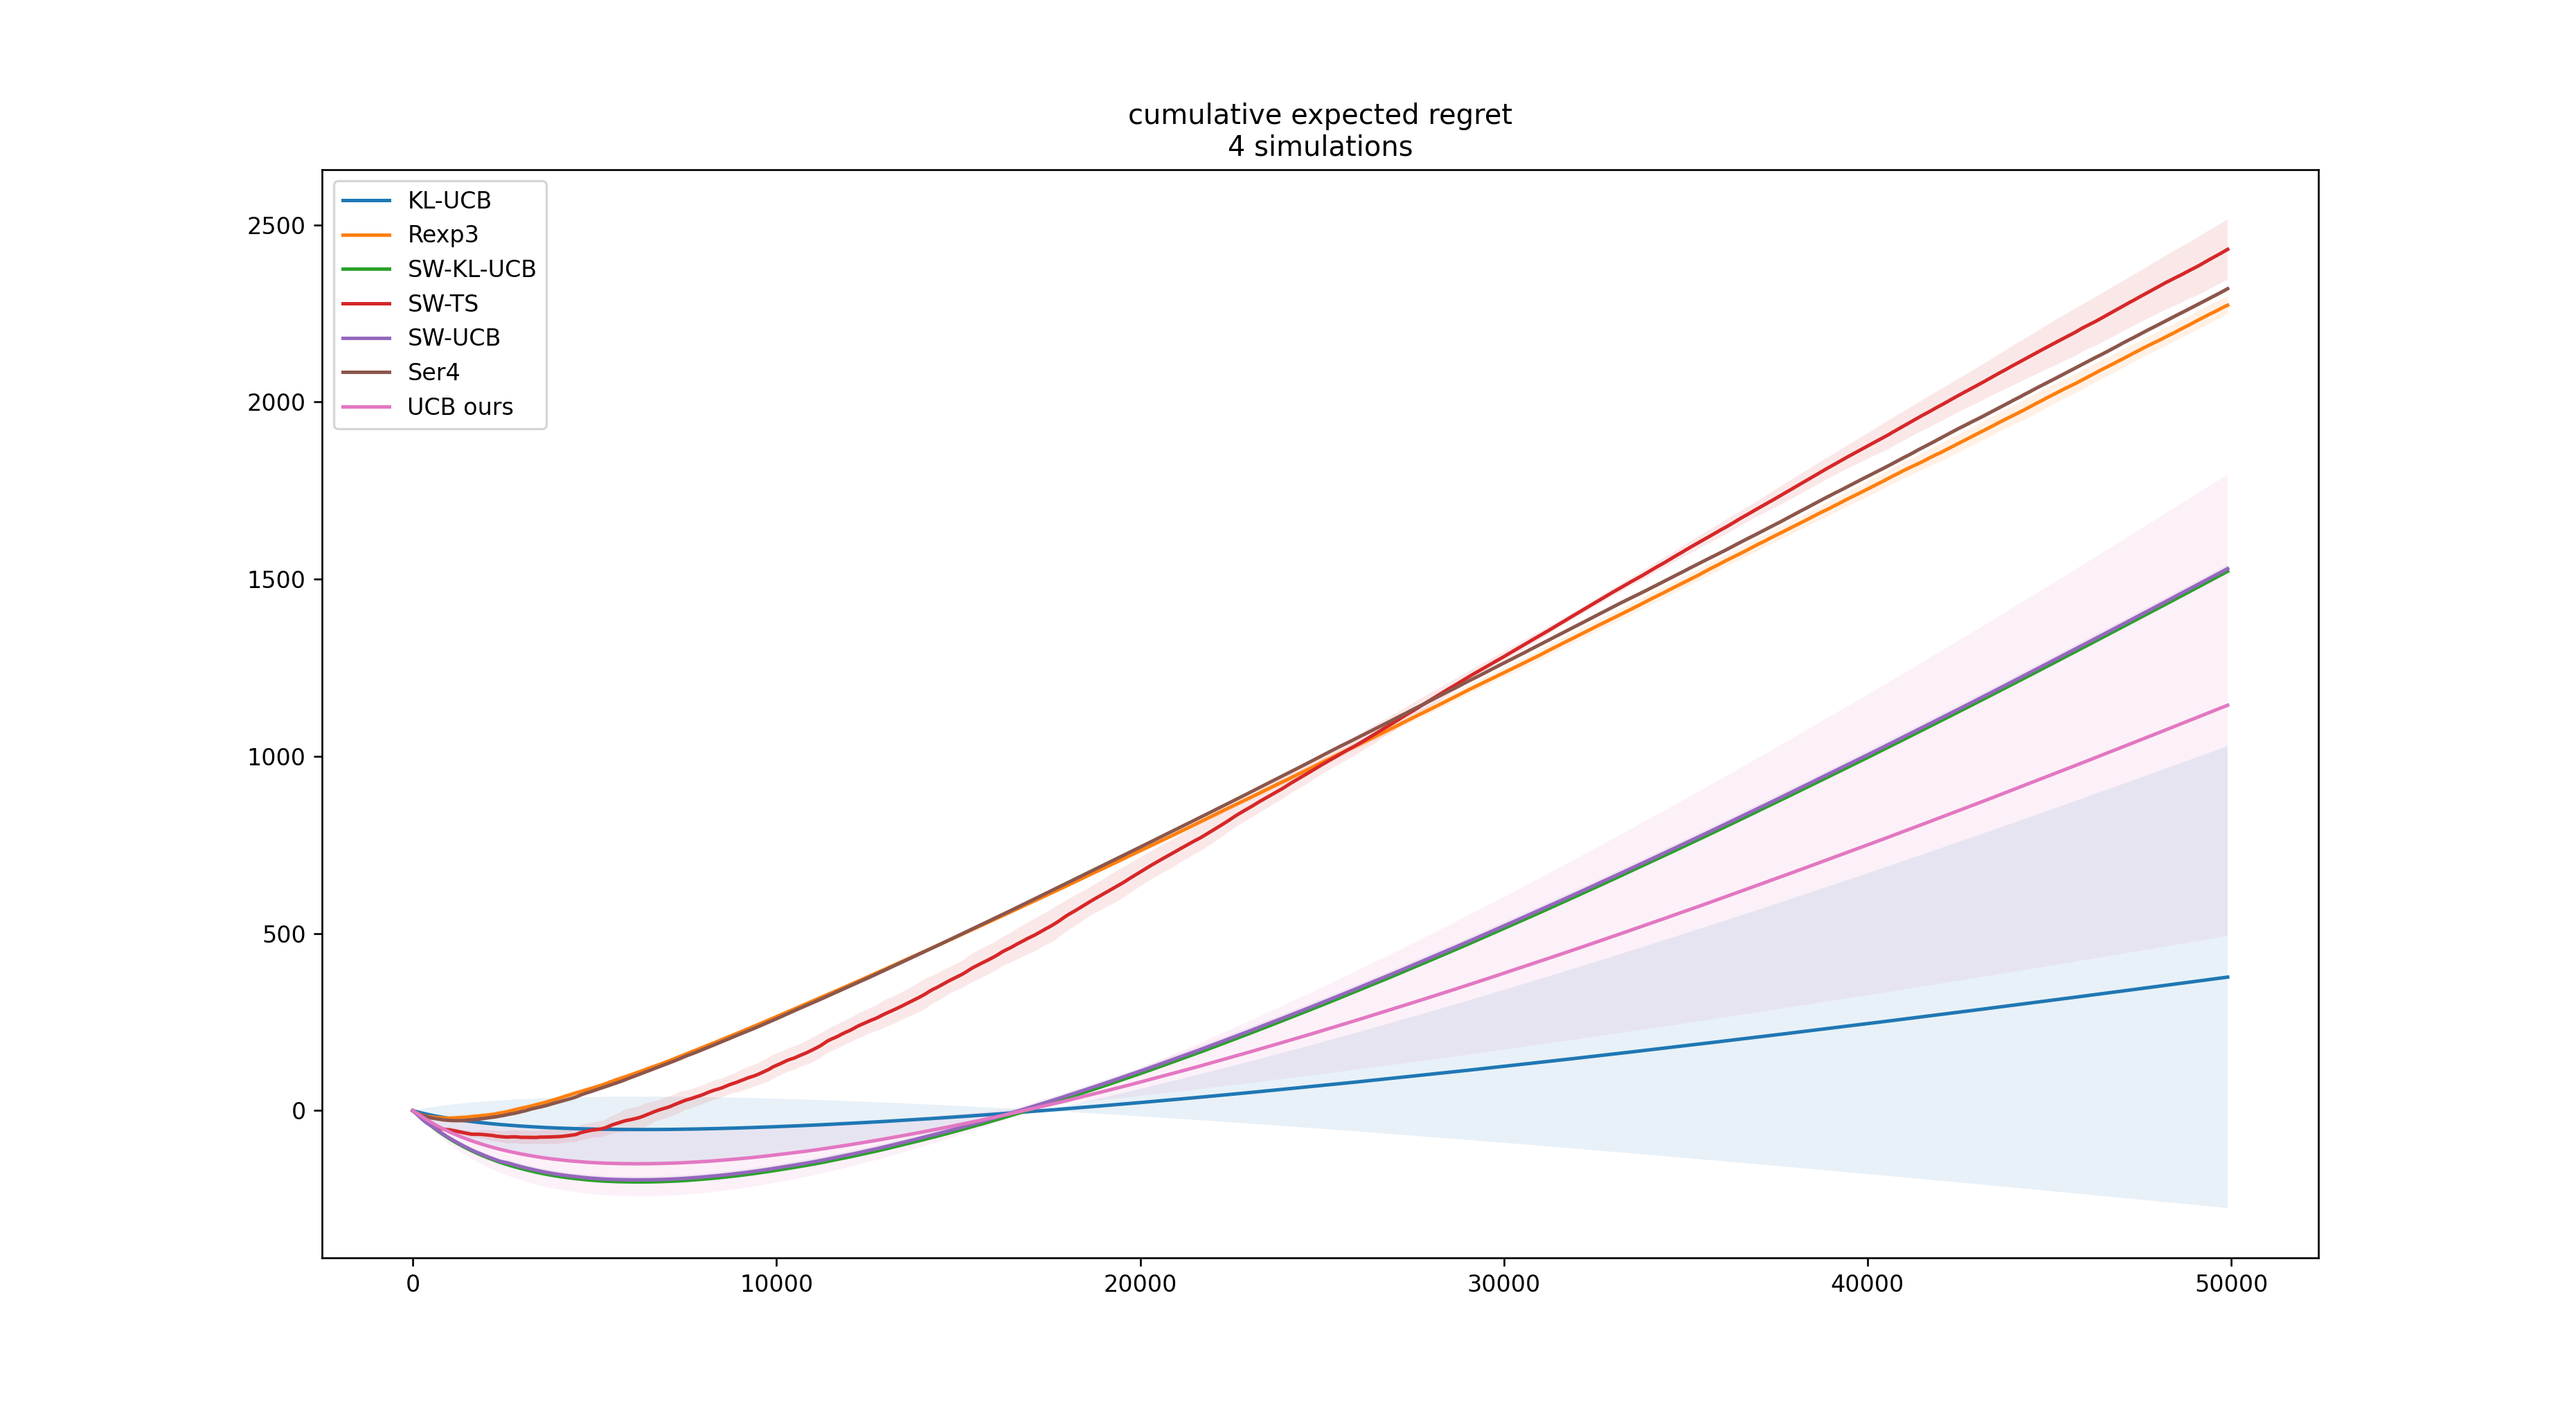 cumulative expected regret
4 simulations
KL-UCB
Rexp3
SW-KL-UCB
SW-TS
SW-UCB
Ser4
UCB ours
2500
2000
1500
1000
500
0
0
10000
20000
30000
40000
50000